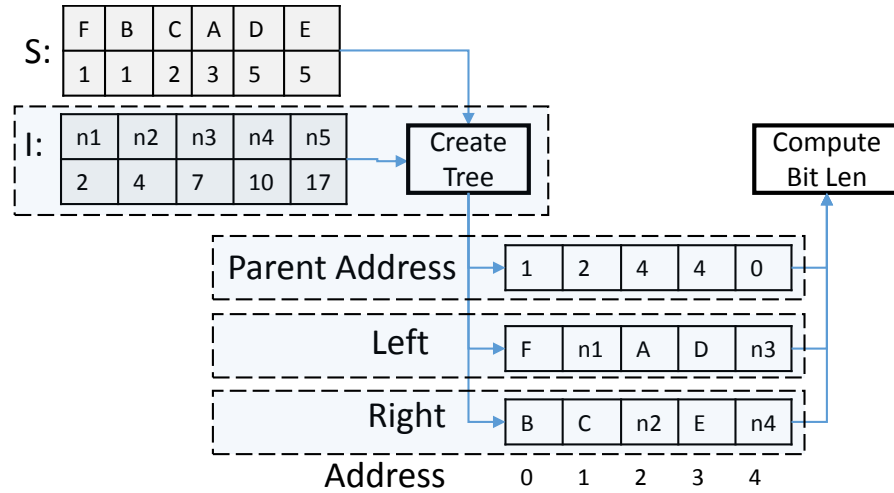 F B C A D E
S:
1 1 2 3 5 5
I:
n1 n2 n3 n4 n5
2 4 7 10 17
Create
Tree
Compute
Bit Len
Parent Address
1 2 4 4 0
Left
F n1 A D n3
Right
B C n2 E n4
Address
0 1 2 3 4